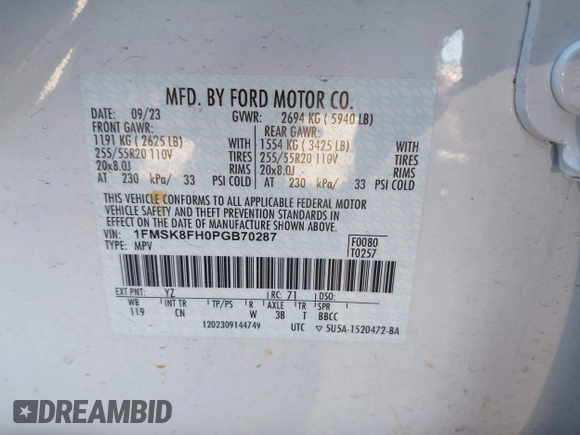 MFD. BY FORD MOTOR CO.
DATE: 09/23 GVWR: 2694 KG ( 5940 LB)
FRONT GAWR: REAR GAWR:
1191 KG ( 2625 LB) WITH 1554 KG ( 3425 LB) WITH
255/55R20 110V TIRES 255/55R20 110V TIRES
20x8.0J RIMS 20x8.0J RIMS
AT 230 kPa/ 33 PSI COLD AT 230 kPa/ 33 PSI COLD
THIS VEHICLE CONFORMS TO ALL APPLICABLE FEDERAL MOTOR
VEHICLE SAFETY AND THEFT PREVENTION STANDARDS IN
EFFECT ON THE DATE OF MANUFACTURE SHOWN ABOVE.
VIN: 1FMSK8FH0PGB70287 F0080
TYPE: MPV T0257
EXT PNT: YZ RC: 71 DSO:
WB INT TR TP/PS R AXLE TR SPR
119 CN W 3B T BBCC
1202309144749 UTC 5U5A-1520472-BA
DREAMBID